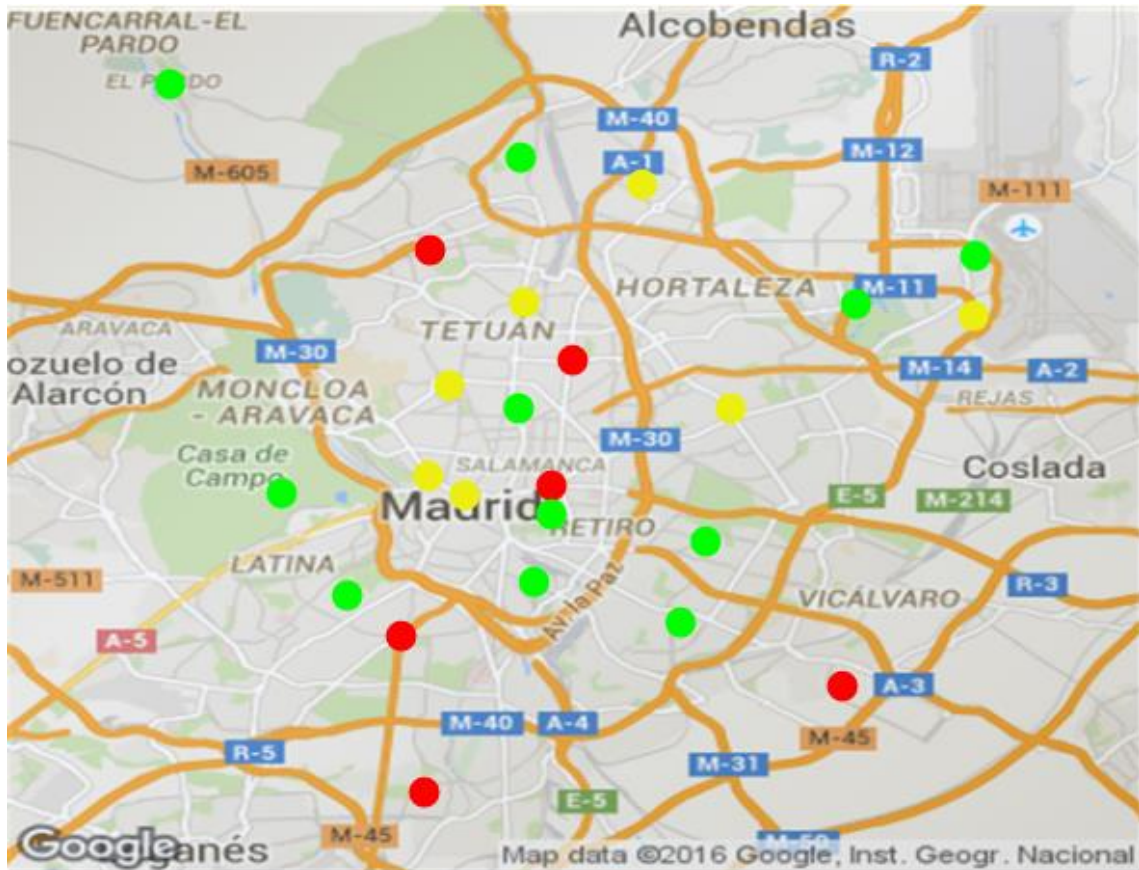 FUENCARRAL-EL
PARDO
EL PARDO
Alcobendas
R-2
M-40
A-1
M-12
M-605
M-111
HORTALEZA
M-11
TETUÁN
ARAVACA
M-30
ozuelo de
Alarcón
MONCLOA
- ARAVACA
M-14
A-2
REJAS
M-30
Casa de
Campo
SALAMANCA
Coslada
Madrid
E-5
M-214
RETIRO
LATINA
M-511
Av. la Paz
R-3
VICÁLVARO
A-5
A-3
M-40
A-4
M-45
R-5
M-31
E-5
M-45
M-50
Google
ganés
Map data ©2016 Google, Inst. Geogr. Nacional